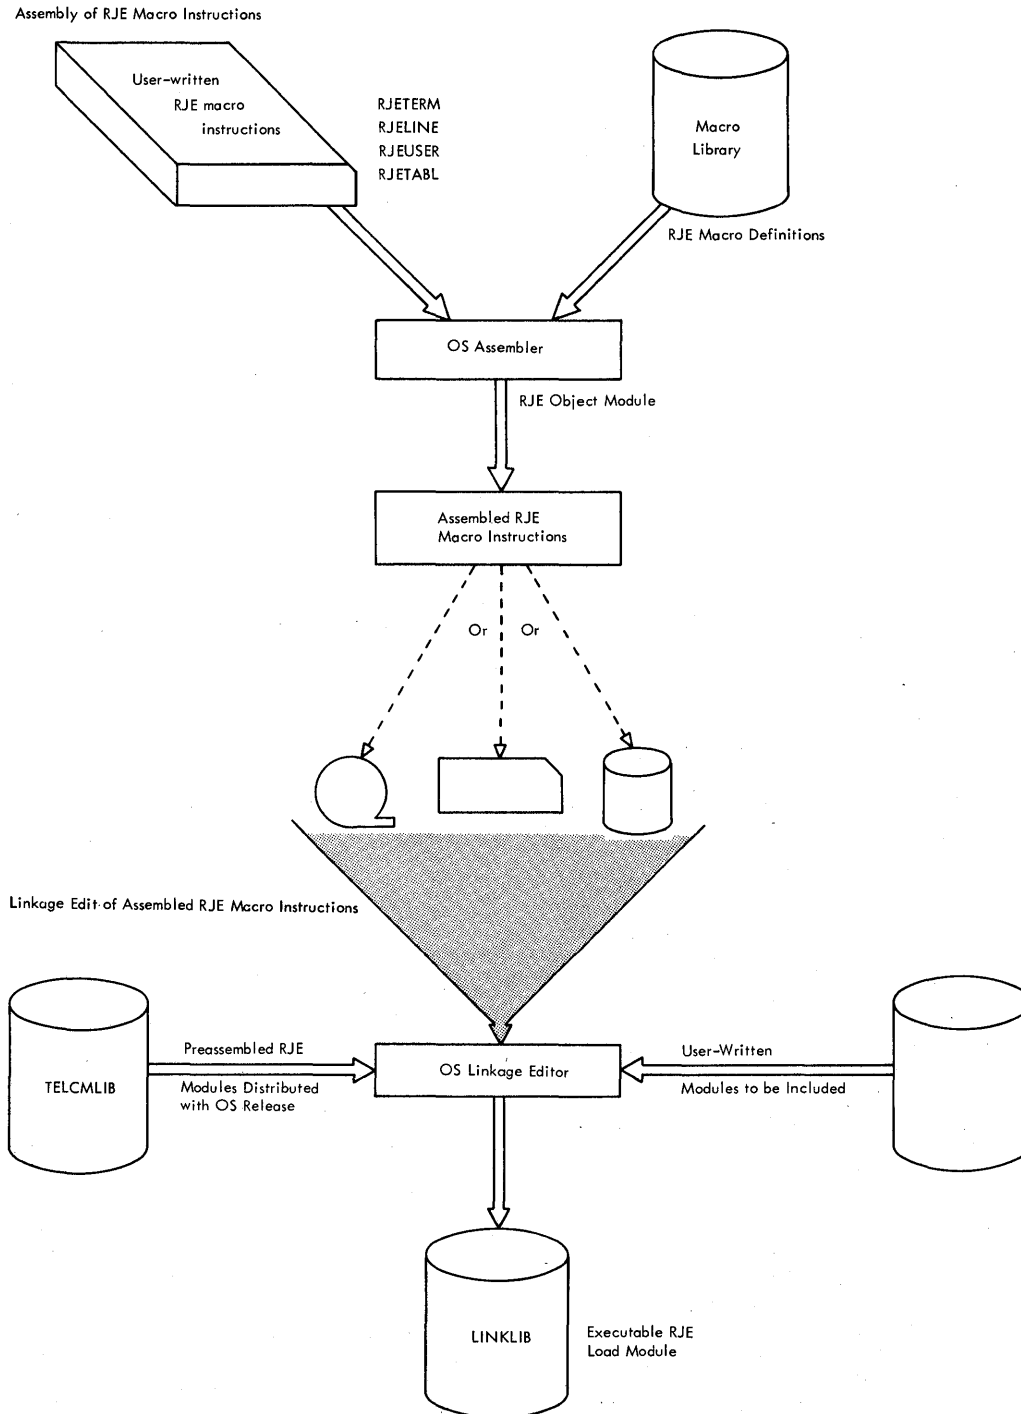 Assembly of RJE Macro Instructions
User-written
RJE macro
instructions
RJETERM
RJELINE
RJEUSER
RJETABL
Macro
Library
RJE Macro Definitions
OS Assembler
RJE Object Module
Assembled RJE
Macro Instructions
Or
Or
Linkage Edit of Assembled RJE Macro Instructions
TELCMLIB
Preassembled RJE
Modules Distributed
with OS Release
OS Linkage Editor
User-Written
Modules to be Included
LINKLIB
Executable RJE
Load Module